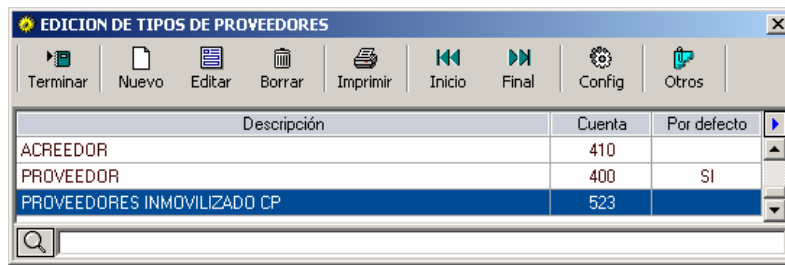 EDICION DE TIPOS DE PROVEEDORES
Terminar Nuevo Editar Borrar Imprimir Inicio Final Config Otros
Descripción Cuenta Por defecto
ACREEDOR 410
PROVEEDOR 400 SI
PROVEEDORES INMOVILIZADO CP 523